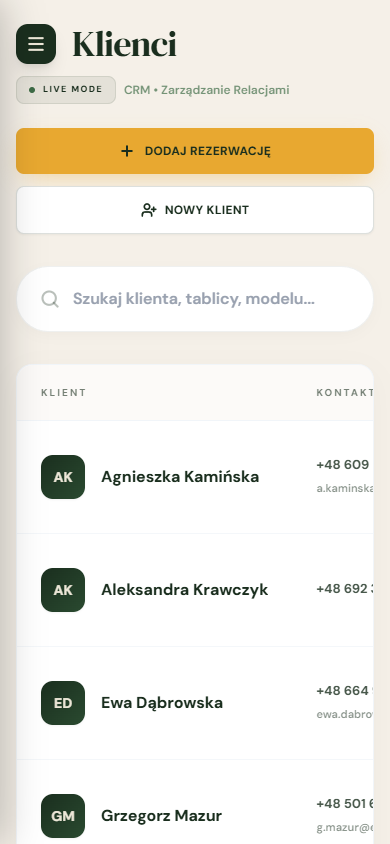 Klienci
LIVE MODE
CRM • Zarządzanie Relacjami
DODAJ REZERWACJĘ
NOWY KLIENT
Szukaj klienta, tablicy, modelu...
KLIENT KONTAKT
AK Agnieszka Kamińska +48 609
a.kaminska
AK Aleksandra Krawczyk +48 692
ED Ewa Dąbrowska +48 664
ewa.dabro
GM Grzegorz Mazur +48 501
g.mazur@